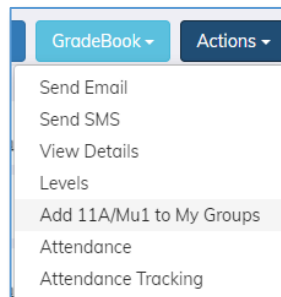 GradeBook Actions
Send Email
Send SMS
View Details
Levels
Add 11A/Mu1 to My Groups
Attendance
Attendance Tracking